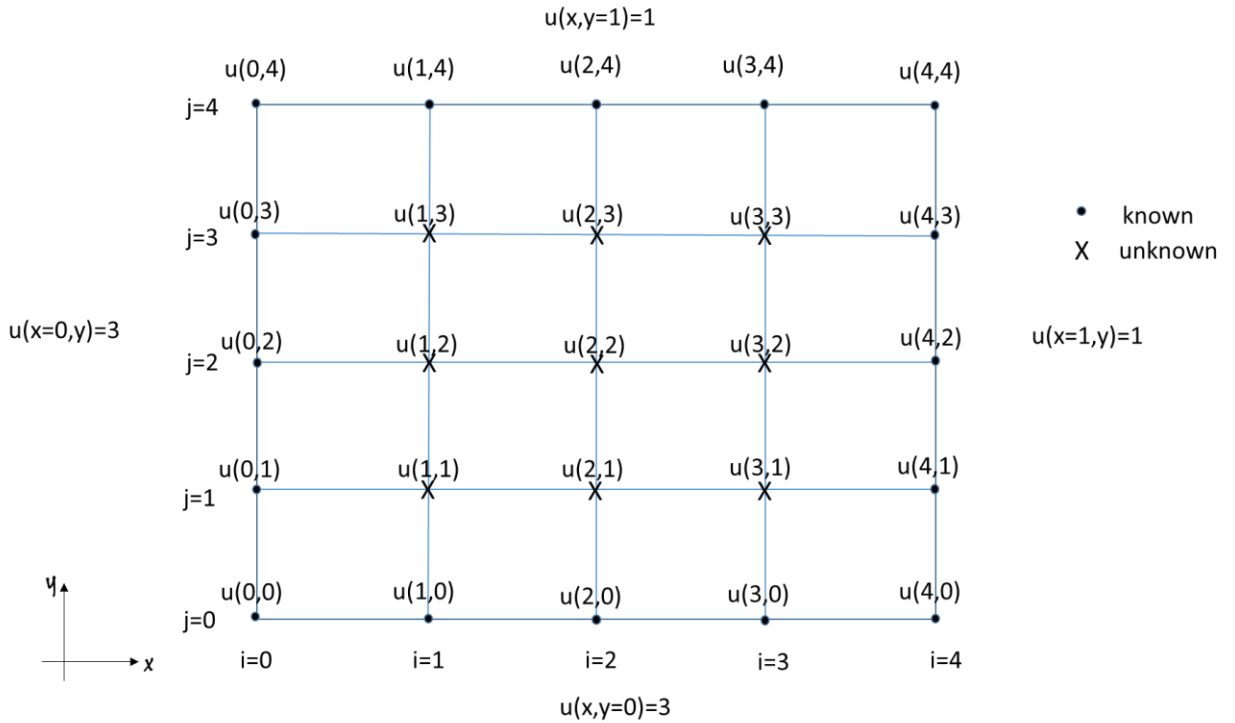 u(x,y=1)=1
u(0,4) u(1,4) u(2,4) u(3,4) u(4,4)
j=4
u(0,3) u(1,3) u(2,3) u(3,3) u(4,3)
j=3
• known
X unknown
u(x=0,y)=3
u(0,2) u(1,2) u(2,2) u(3,2) u(4,2)
u(x=1,y)=1
j=2
u(0,1) u(1,1) u(2,1) u(3,1) u(4,1)
j=1
u(0,0) u(1,0) u(2,0) u(3,0) u(4,0)
j=0
y
x
i=0 i=1 i=2 i=3 i=4
u(x,y=0)=3